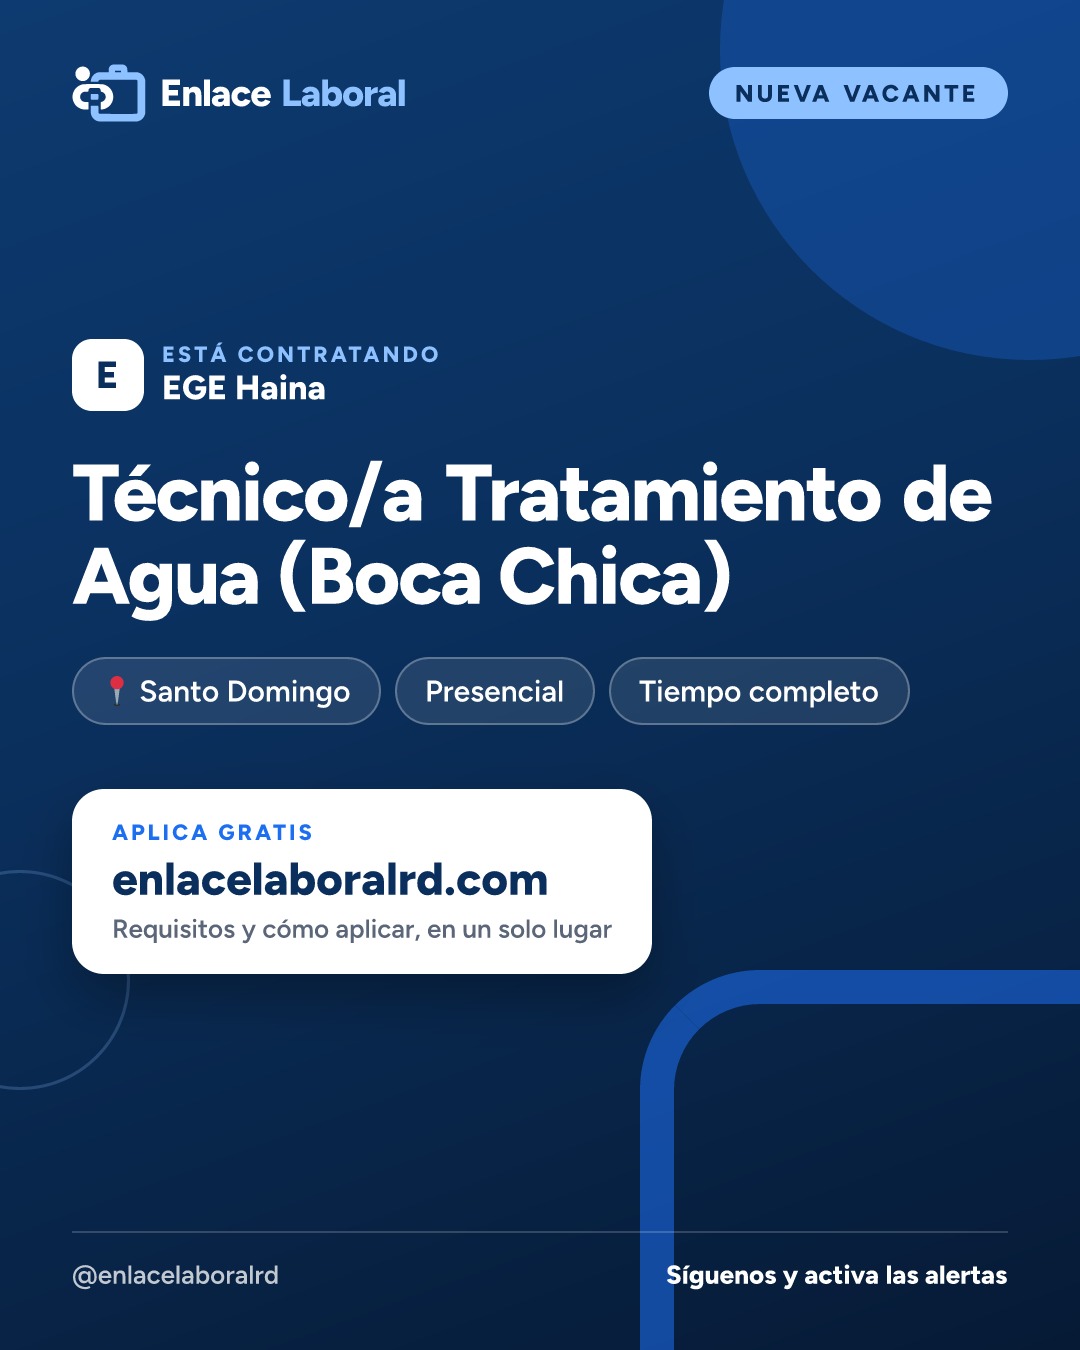 Enlace Laboral
NUEVA VACANTE
E
ESTÁ CONTRATANDO
EGE Haina
Técnico/a Tratamiento de
Agua (Boca Chica)
📍 Santo Domingo
Presencial
Tiempo completo
APLICA GRATIS
enlacelaboralrd.com
Requisitos y cómo aplicar, en un solo lugar
@enlacelaboralrd
Síguenos y activa las alertas